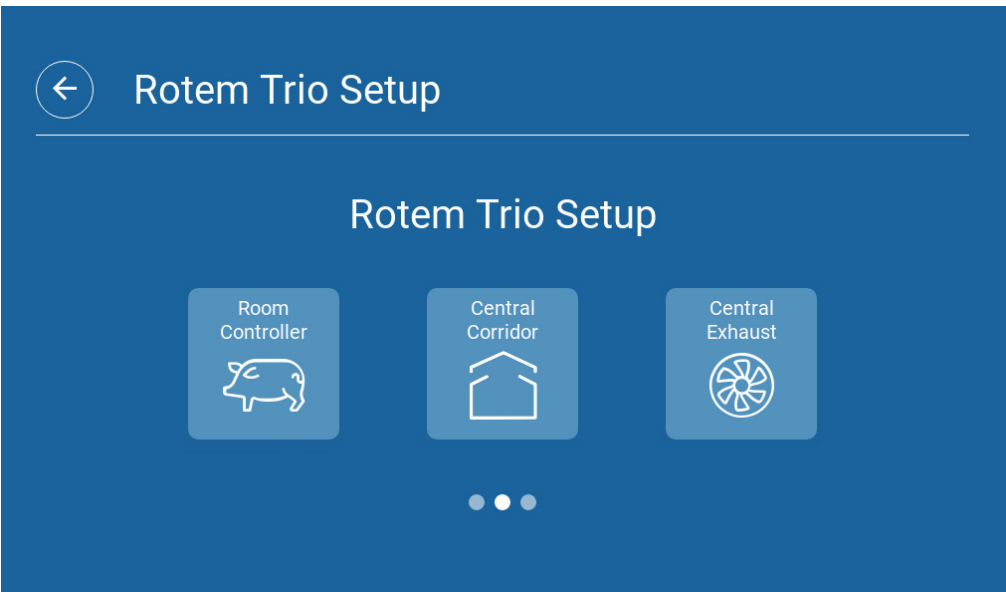 Rotem Trio Setup
Rotem Trio Setup
Room
Controller
Central
Corridor
Central
Exhaust